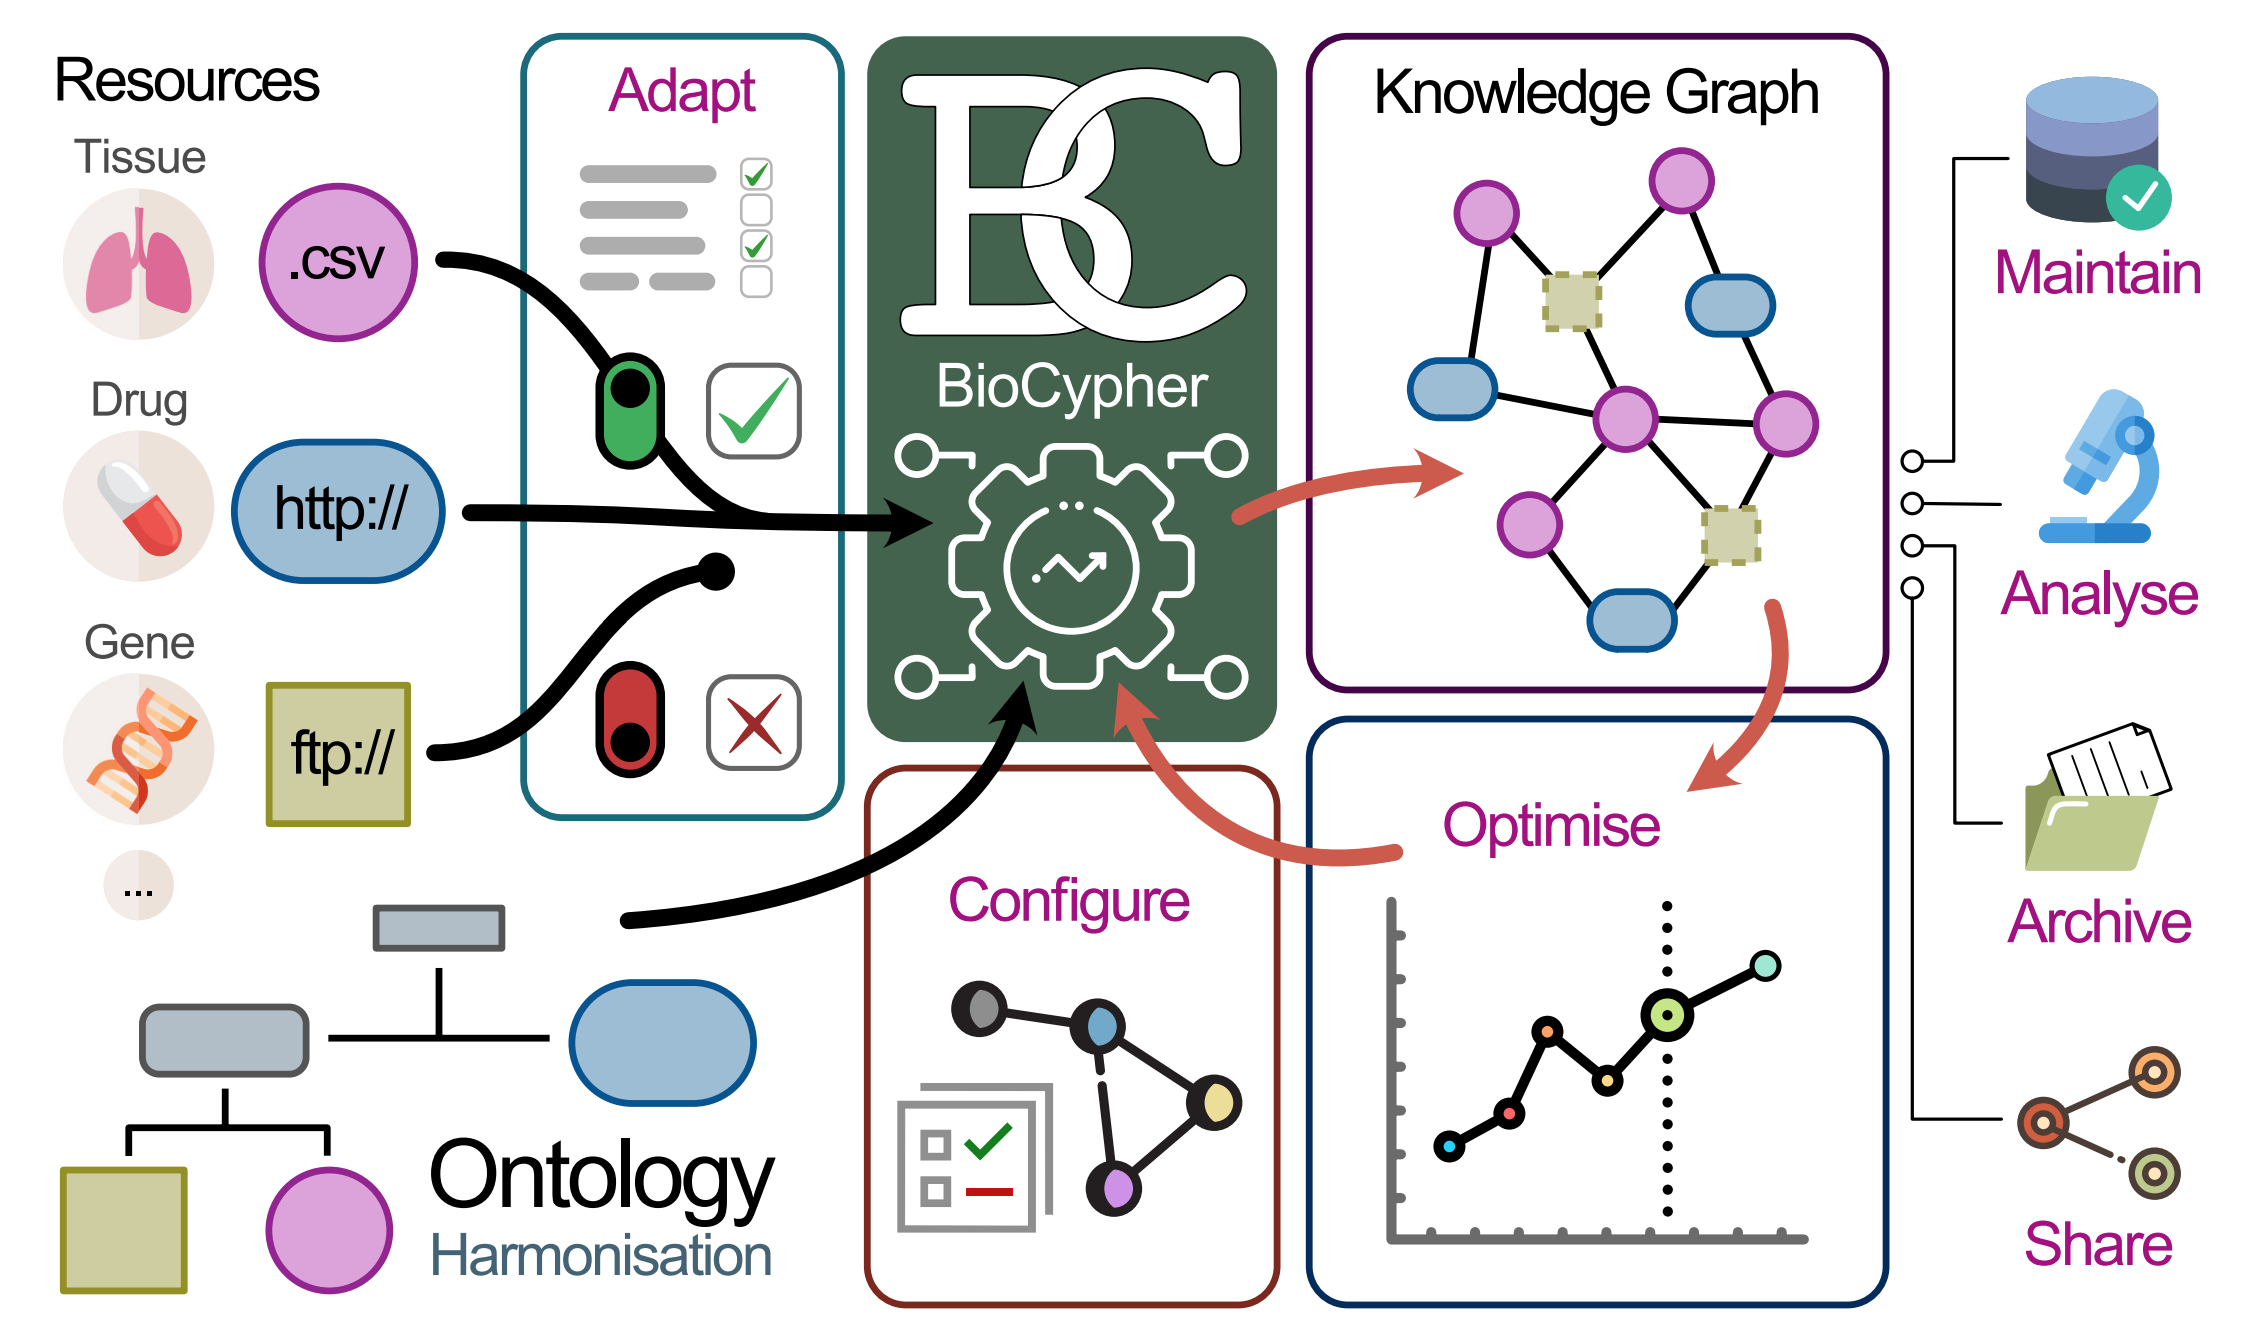 Resources
Tissue
.csv
Drug
http://
Gene
ftp://
...
Adapt
BC
BioCypher
Knowledge Graph
Maintain
Analyse
Archive
Share
Optimise
Configure
Ontology
Harmonisation